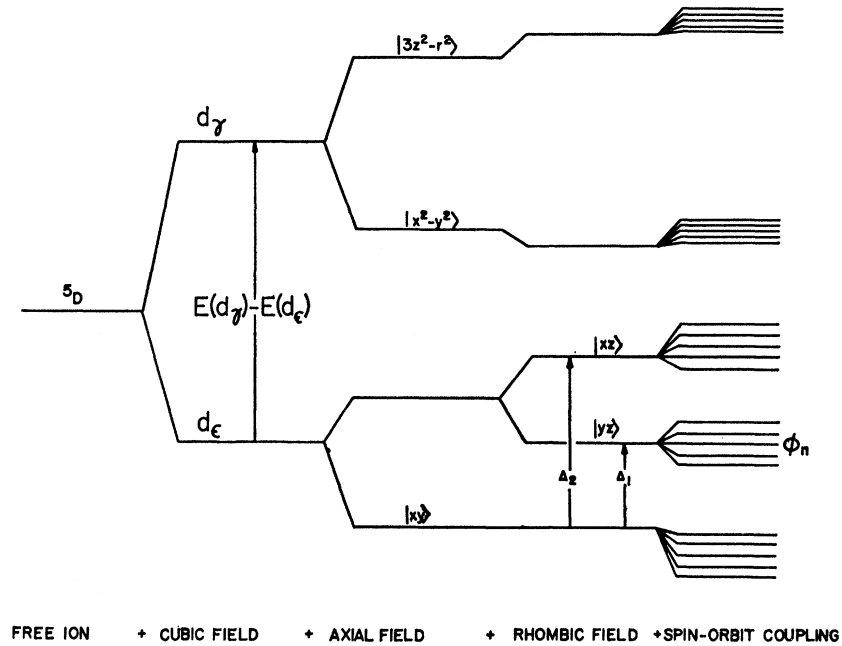 |3z²-r²⟩
dγ
|x²-y²⟩
⁵D
E(dγ)-E(dϵ)
|xz⟩
dϵ
|yz⟩
ϕn
Δ₂
Δ₁
|xy⟩
FREE ION + CUBIC FIELD + AXIAL FIELD + RHOMBIC FIELD +SPIN-ORBIT COUPLING